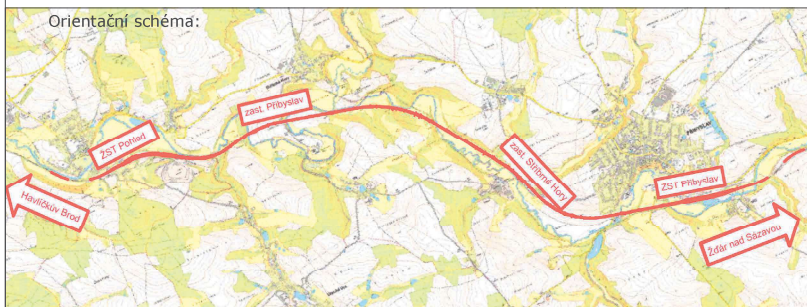 Orientační schéma:
zast. Přibyslav
ŽST Pohled
zast. Stříbrné Hory
ŽST Přibyslav
Havlíčkův Brod
Žďár nad Sázavou